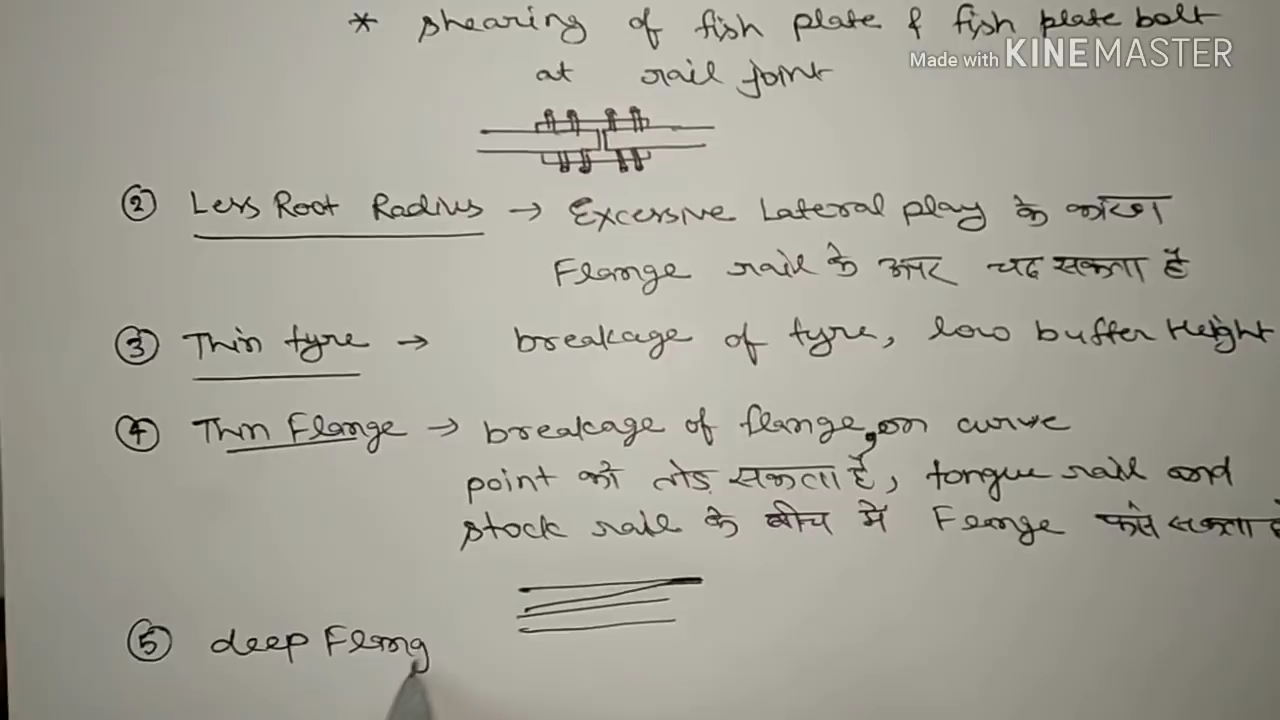 * Shearing of fish plate & fish plate bolt
Made with KINEMASTER
at rail joint
② Less Root Radius → Excessive Lateral play के कारण
Flange rail के ऊपर चढ सकता है
③ Thin tyre → breakage of tyre, low buffer Height
④ Thin Flange → breakage of flange, on curve
point को तोड़ सकता है, tongue rail and
stock rail के बीच में Flange फंस सकता
⑤ deep Flang